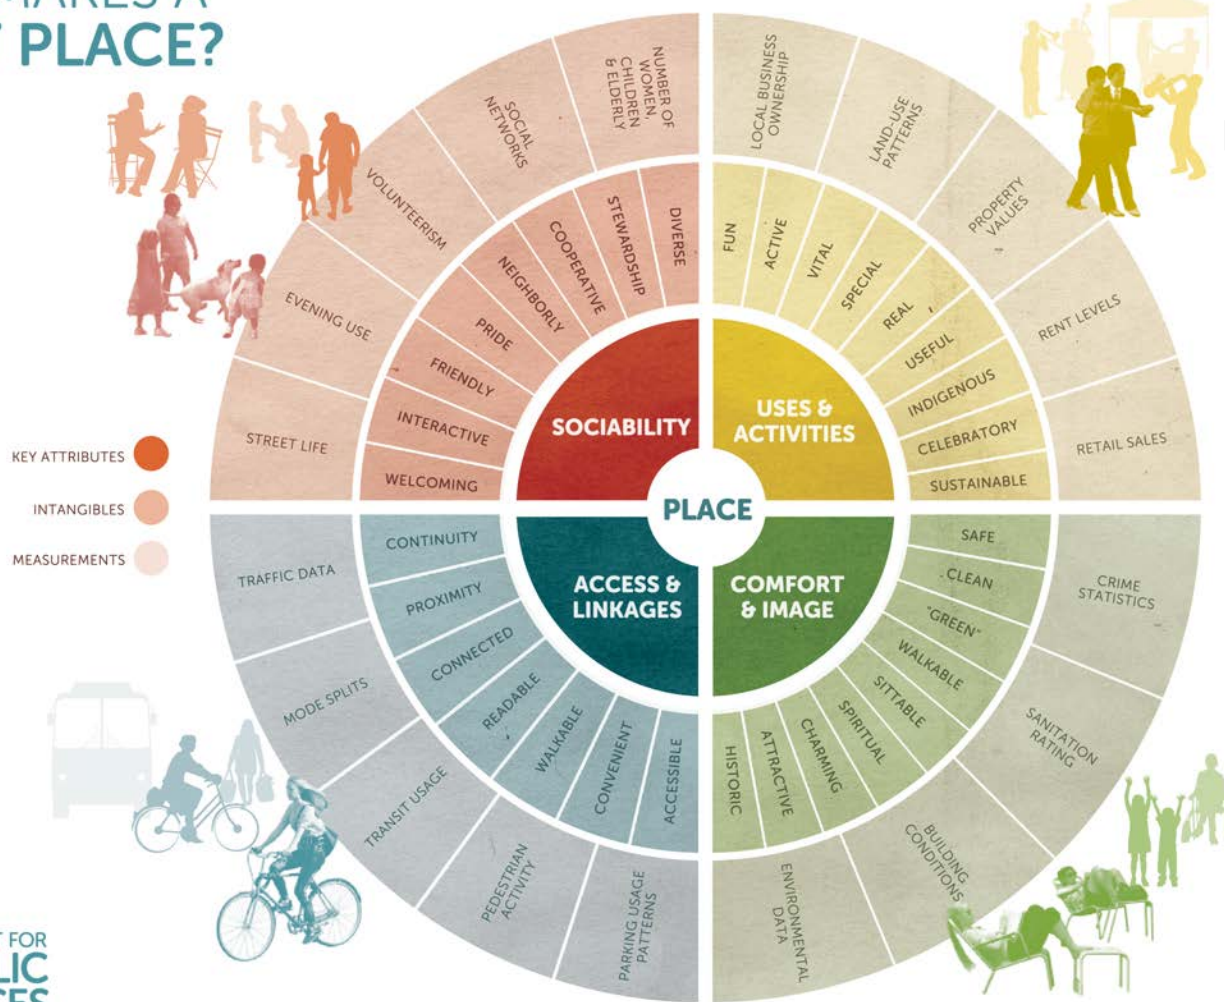 PLACE?
KEY ATTRIBUTES
INTANGIBLES
MEASUREMENTS
PLACE
SOCIABILITY
USES &
ACTIVITIES
ACCESS &
LINKAGES
COMFORT
& IMAGE
WELCOMING
INTERACTIVE
FRIENDLY
PRIDE
NEIGHBORLY
COOPERATIVE
STEWARDSHIP
DIVERSE
FUN
ACTIVE
VITAL
SPECIAL
REAL
USEFUL
INDIGENOUS
CELEBRATORY
SUSTAINABLE
SAFE
CLEAN
"GREEN"
WALKABLE
SITTABLE
SPIRITUAL
CHARMING
ATTRACTIVE
HISTORIC
ACCESSIBLE
CONVENIENT
WALKABLE
READABLE
CONNECTED
PROXIMITY
CONTINUITY
STREET LIFE
EVENING USE
VOLUNTEERISM
SOCIAL
NETWORKS
NUMBER OF
WOMEN,
CHILDREN
& ELDERLY
LOCAL BUSINESS
OWNERSHIP
LAND-USE
PATTERNS
PROPERTY
VALUES
RENT LEVELS
RETAIL SALES
CRIME
STATISTICS
SANITATION
RATING
BUILDING
CONDITIONS
ENVIRONMENTAL
DATA
PARKING USAGE
PATTERNS
PEDESTRIAN
ACTIVITY
TRANSIT USAGE
MODE SPLITS
TRAFFIC DATA
FOR